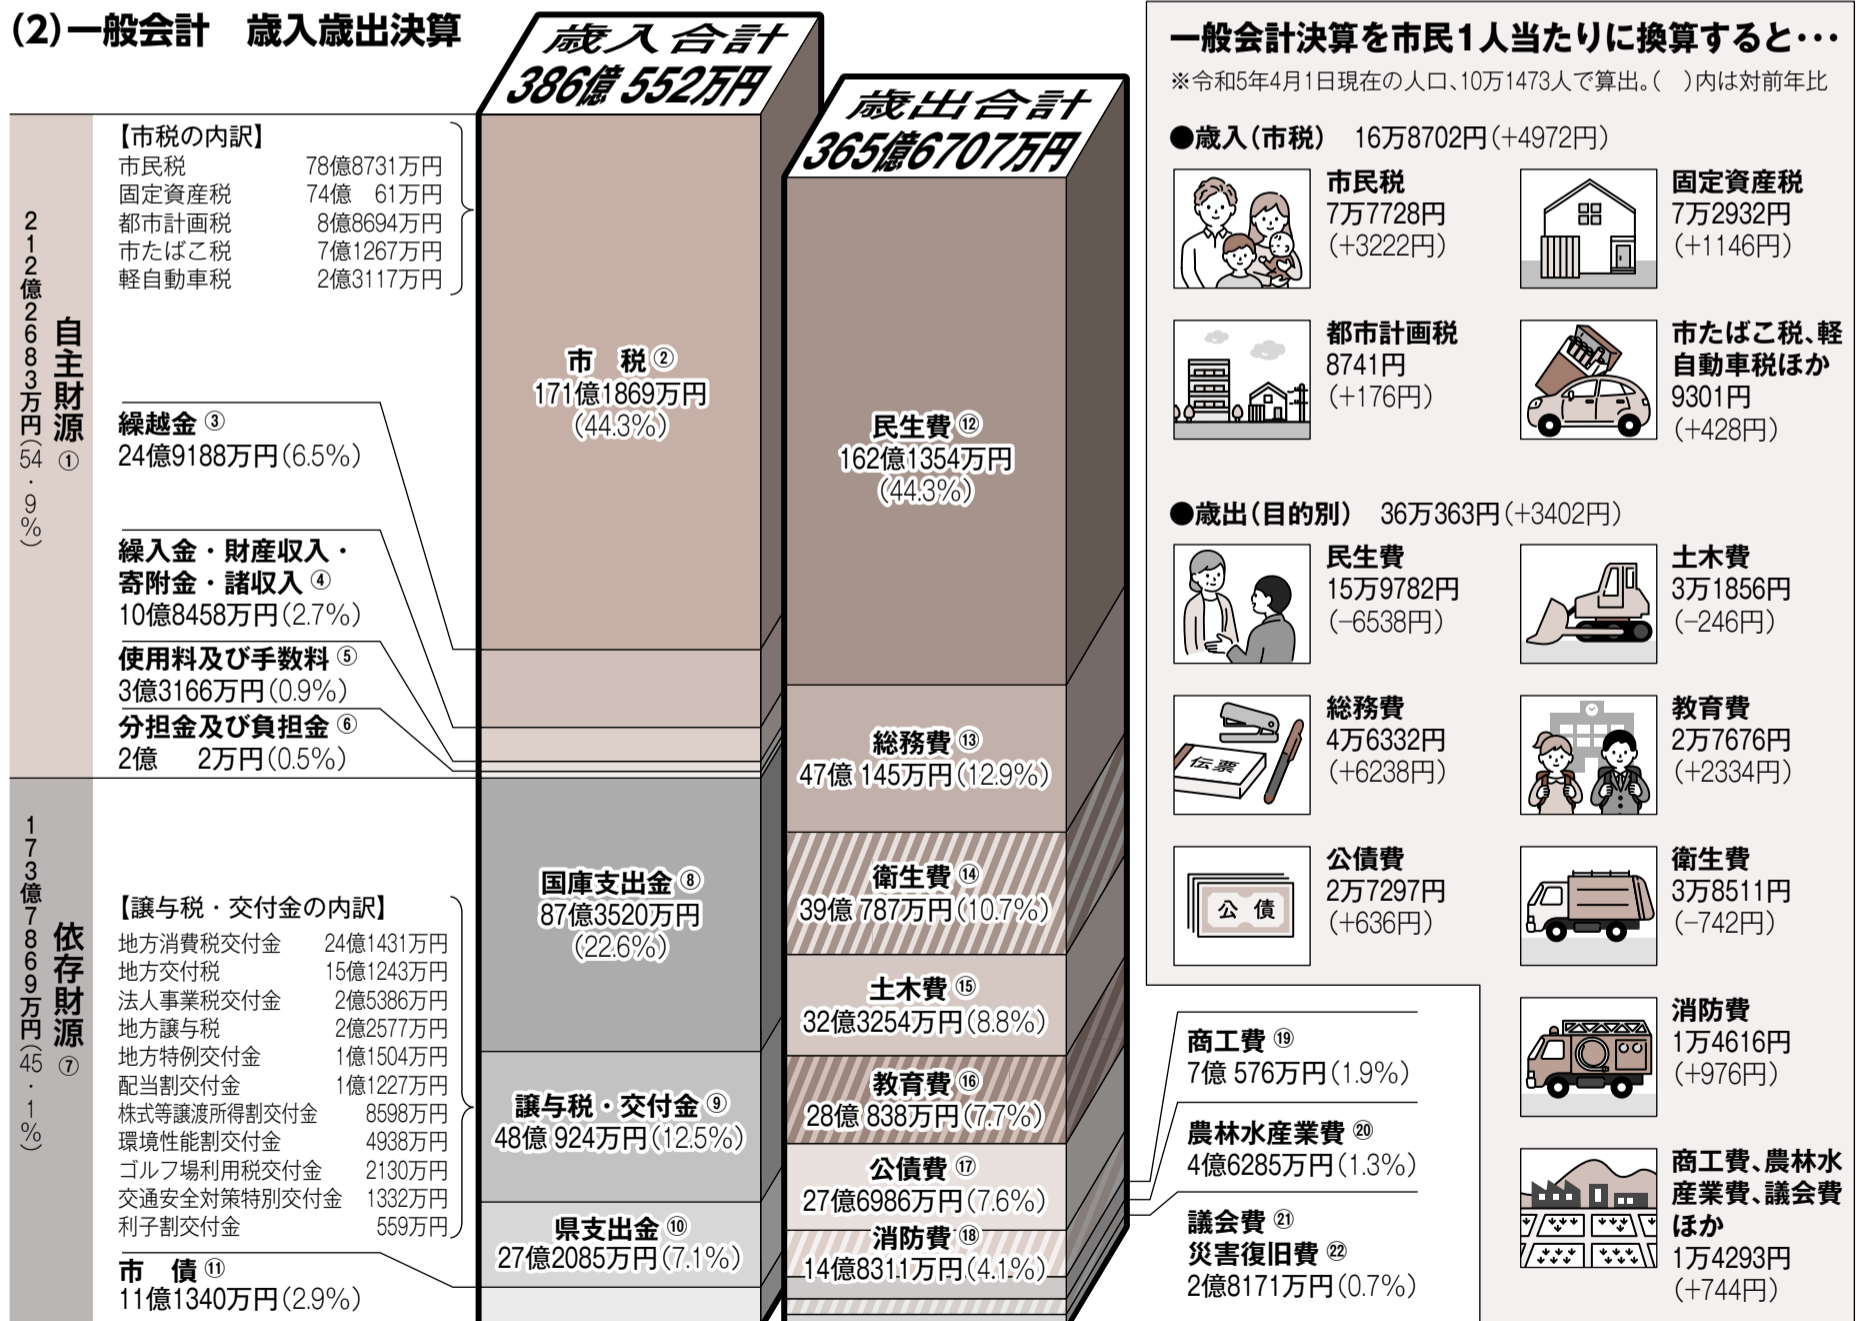 (2)一般会計　歳入歳出決算
歳入合計
386億 552万円
歳出合計
365億6707万円
212億2683万円(54.9%)
自主財源 ①
【市税の内訳】
市民税 78億8731万円
固定資産税 74億 61万円
都市計画税 8億8694万円
市たばこ税 7億1267万円
軽自動車税 2億3117万円
繰越金 ③
24億9188万円(6.5%)
繰入金・財産収入・
寄附金・諸収入 ④
10億8458万円(2.7%)
使用料及び手数料 ⑤
3億3166万円(0.9%)
分担金及び負担金 ⑥
2億 2万円(0.5%)
173億7869万円(45.1%)
依存財源 ⑦
【譲与税・交付金の内訳】
地方消費税交付金 24億1431万円
地方交付税 15億1243万円
法人事業税交付金 2億5386万円
地方譲与税 2億2577万円
地方特例交付金 1億1504万円
配当割交付金 1億1227万円
株式等譲渡所得割交付金 8598万円
環境性能割交付金 4938万円
ゴルフ場利用税交付金 2130万円
交通安全対策特別交付金 1332万円
利子割交付金 559万円
市　債 ⑪
11億1340万円(2.9%)
市　税 ②
171億1869万円
(44.3%)
国庫支出金 ⑧
87億3520万円
(22.6%)
譲与税・交付金 ⑨
48億 924万円(12.5%)
県支出金 ⑩
27億2085万円(7.1%)
民生費 ⑫
162億1354万円
(44.3%)
総務費 ⑬
47億 145万円(12.9%)
衛生費 ⑭
39億 787万円(10.7%)
土木費 ⑮
32億3254万円(8.8%)
教育費 ⑯
28億 838万円(7.7%)
公債費 ⑰
27億6986万円(7.6%)
消防費 ⑱
14億8311万円(4.1%)
商工費 ⑲
7億 576万円(1.9%)
農林水産業費 ⑳
4億6285万円(1.3%)
議会費 ㉑
災害復旧費 ㉒
2億8171万円(0.7%)
一般会計決算を市民1人当たりに換算すると・・・
※令和5年4月1日現在の人口、10万1473人で算出。(　)内は対前年比
●歳入(市税)　16万8702円(+4972円)
市民税
7万7728円
(+3222円)
固定資産税
7万2932円
(+1146円)
都市計画税
8741円
(+176円)
市たばこ税、軽
自動車税ほか
9301円
(+428円)
●歳出(目的別)　36万363円(+3402円)
民生費
15万9782円
(−6538円)
土木費
3万1856円
(−246円)
伝票
総務費
4万6332円
(+6238円)
教育費
2万7676円
(+2334円)
公債
公債費
2万7297円
(+636円)
衛生費
3万8511円
(−742円)
消防費
1万4616円
(+976円)
商工費、農林水
産業費、議会費
ほか
1万4293円
(+744円)